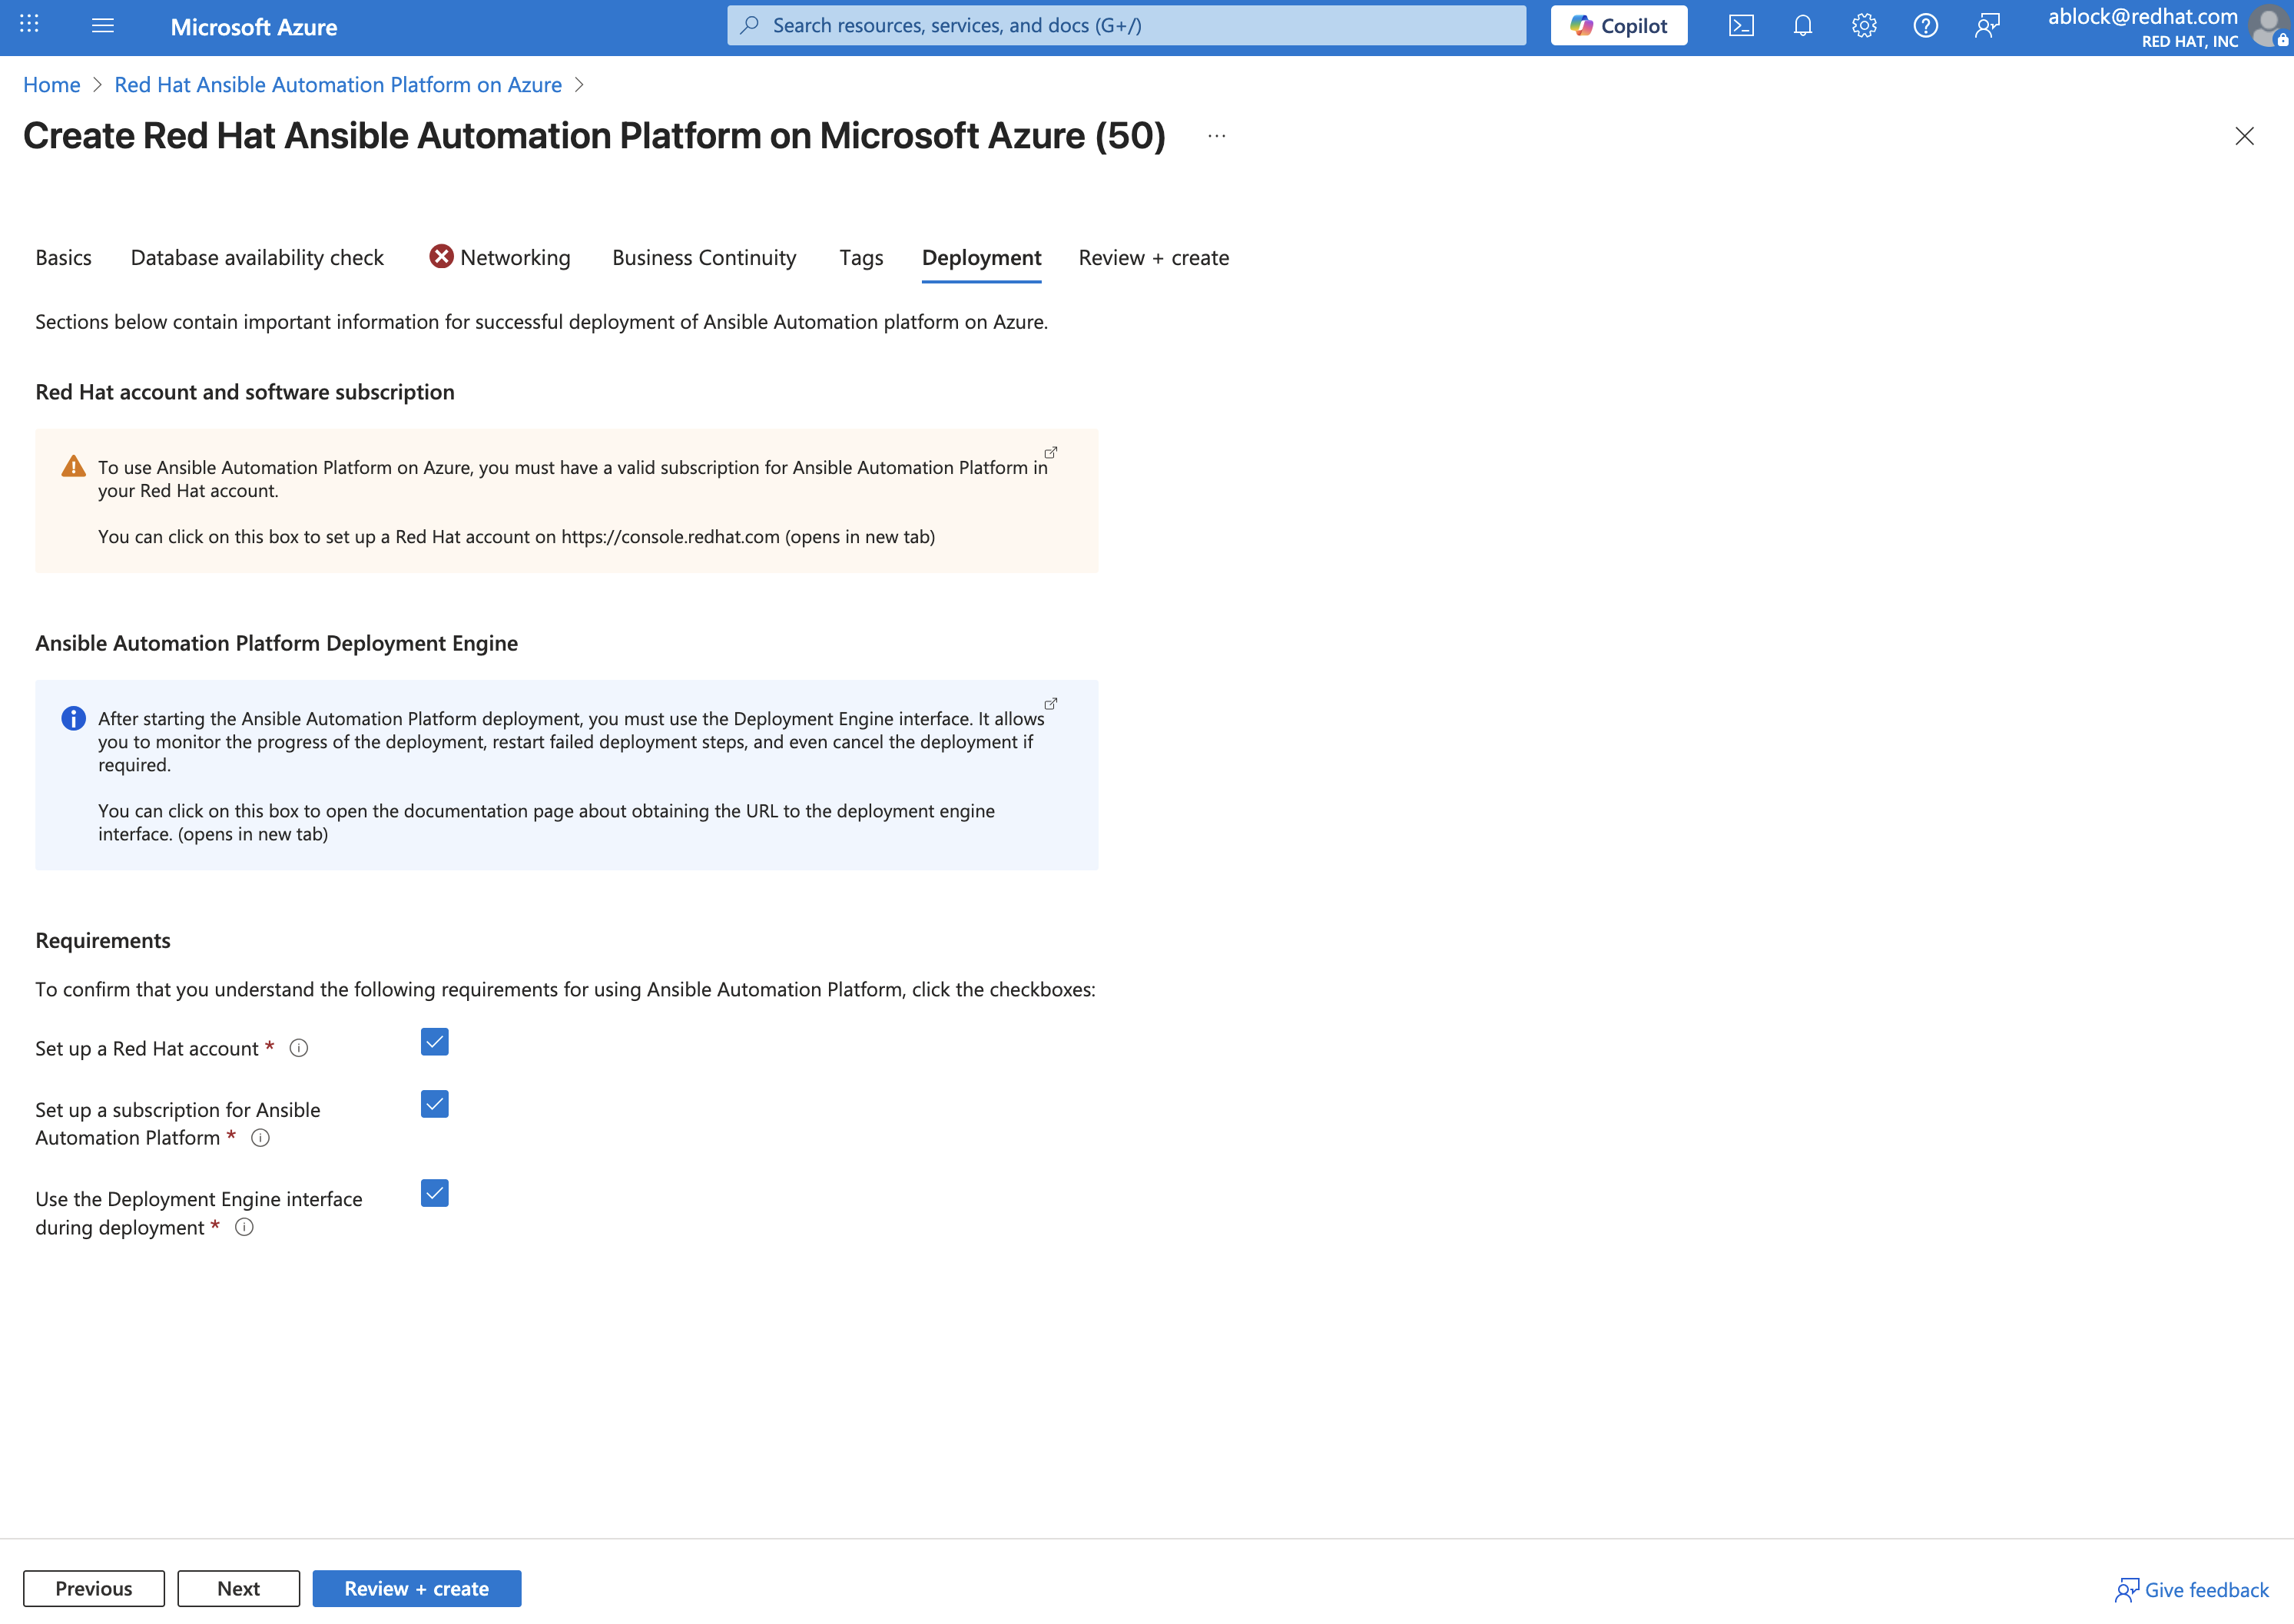 Microsoft Azure
Search resources, services, and docs (G+/)
Copilot
ablock@redhat.com
RED HAT, INC
Home > Red Hat Ansible Automation Platform on Azure >
Create Red Hat Ansible Automation Platform on Microsoft Azure (50) ...
Basics Database availability check Networking Business Continuity Tags Deployment Review + create
Sections below contain important information for successful deployment of Ansible Automation platform on Azure.
Red Hat account and software subscription
To use Ansible Automation Platform on Azure, you must have a valid subscription for Ansible Automation Platform in
your Red Hat account.
You can click on this box to set up a Red Hat account on https://console.redhat.com (opens in new tab)
Ansible Automation Platform Deployment Engine
After starting the Ansible Automation Platform deployment, you must use the Deployment Engine interface. It allows
you to monitor the progress of the deployment, restart failed deployment steps, and even cancel the deployment if
required.
You can click on this box to open the documentation page about obtaining the URL to the deployment engine
interface. (opens in new tab)
Requirements
To confirm that you understand the following requirements for using Ansible Automation Platform, click the checkboxes:
Set up a Red Hat account *
Set up a subscription for Ansible
Automation Platform *
Use the Deployment Engine interface
during deployment *
Previous Next Review + create
Give feedback